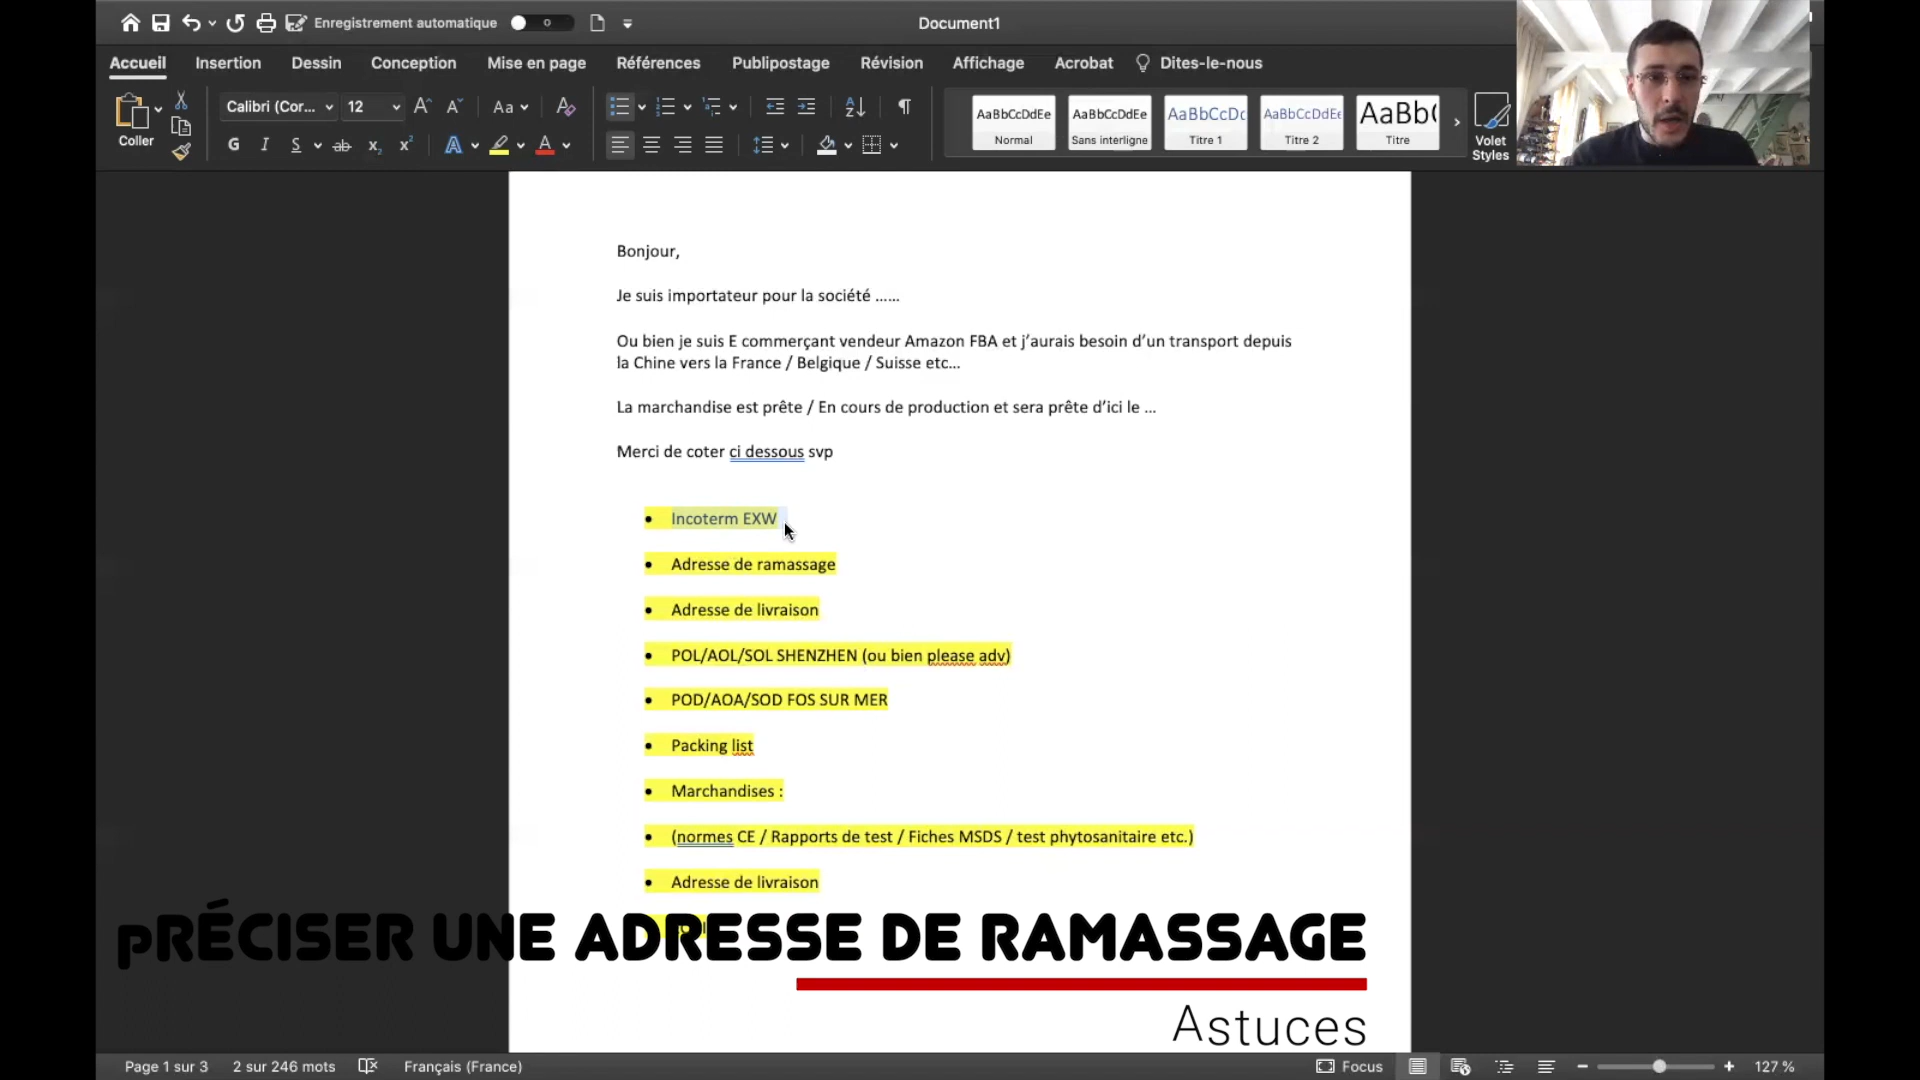 Enregistrement automatique
Document1
Accueil
Insertion
Dessin
Conception
Mise en page
Références
Publipostage
Révision
Affichage
Acrobat
Dites-le-nous
Coller
Calibri (Cor...
12
Aa
G I S ab x₂ x²
AaBbCcDdEe
Normal
AaBbCcDdEe
Sans interligne
AaBbCcDc
Titre 1
AaBbCcDdEe
Titre 2
AaBb(
Titre
Volet
Styles
Bonjour,
Je suis importateur pour la société ……
Ou bien je suis E commerçant vendeur Amazon FBA et j’aurais besoin d’un transport depuis
la Chine vers la France / Belgique / Suisse etc…
La marchandise est prête / En cours de production et sera prête d’ici le …
Merci de coter ci dessous svp
• Incoterm EXW
• Adresse de ramassage
• Adresse de livraison
• POL/AOL/SOL SHENZHEN (ou bien please adv)
• POD/AOA/SOD FOS SUR MER
• Packing list
• Marchandises :
• (normes CE / Rapports de test / Fiches MSDS / test phytosanitaire etc.)
• Adresse de livraison
pRÉCISER UNE ADRESSE DE RAMASSAGE
Astuces
Page 1 sur 3
2 sur 246 mots
Français (France)
Focus
127 %